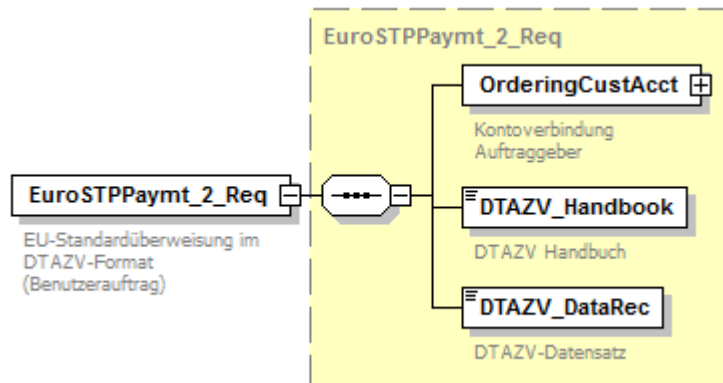 EuroSTPPaymt_2_Req
OrderingCustAcct
Kontoverbindung
Auftraggeber
EuroSTPPaymt_2_Req
EU-Standardüberweisung im
DTAZV-Format
(Benutzerauftrag)
DTAZV_Handbook
DTAZV Handbuch
DTAZV_DataRec
DTAZV-Datensatz